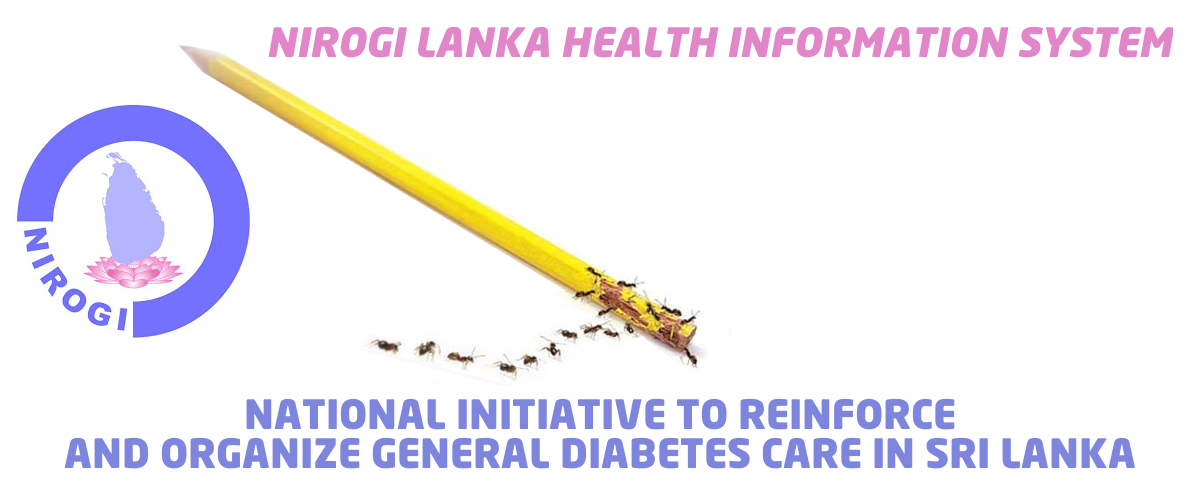 NIROGI LANKA HEALTH INFORMATION SYSTEM
NIROGI
NATIONAL INITIATIVE TO REINFORCE
AND ORGANIZE GENERAL DIABETES CARE IN SRI LANKA